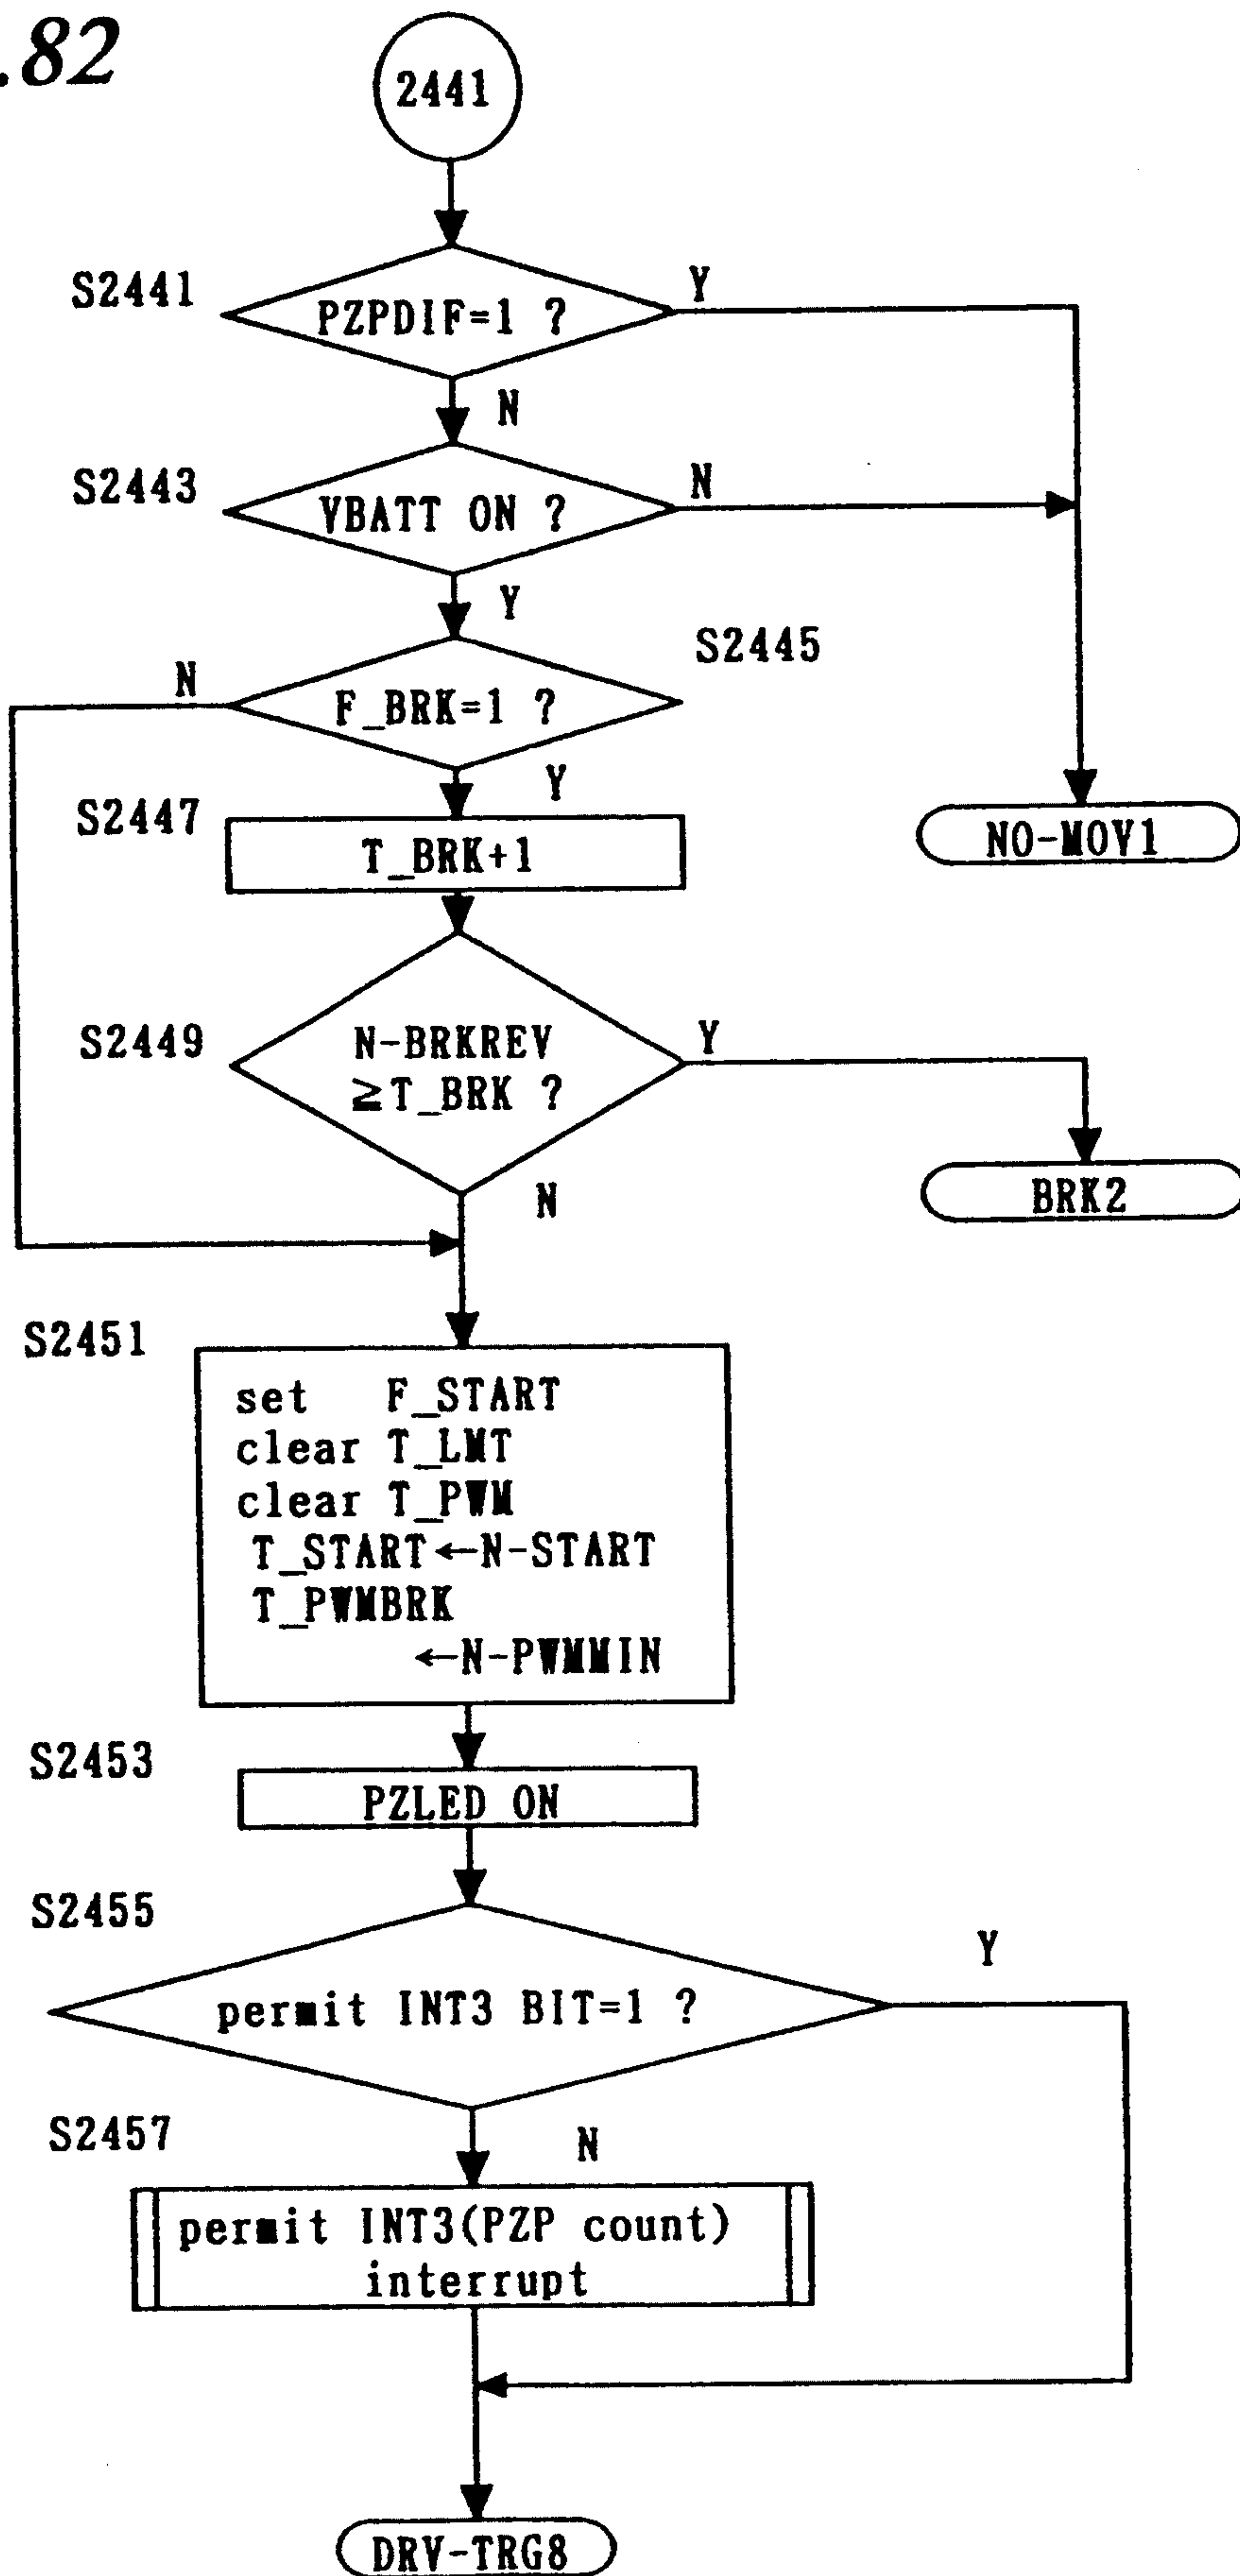 .82
2441
S2441
PZPDIF=1 ?
Y
N
S2443
VBATT ON ?
N
Y
S2445
N
F_BRK=1 ?
Y
S2447
T_BRK+1
NO-MOV1
S2449
N-BRKREV
≧T_BRK ?
Y
N
BRK2
S2451
set F_START
clear T_LMT
clear T_PWM
T_START←N-START
T_PWMBRK
←N-PWMMIN
S2453
PZLED ON
S2455
permit INT3 BIT=1 ?
Y
S2457
N
permit INT3(PZP count)
interrupt
DRV-TRG8